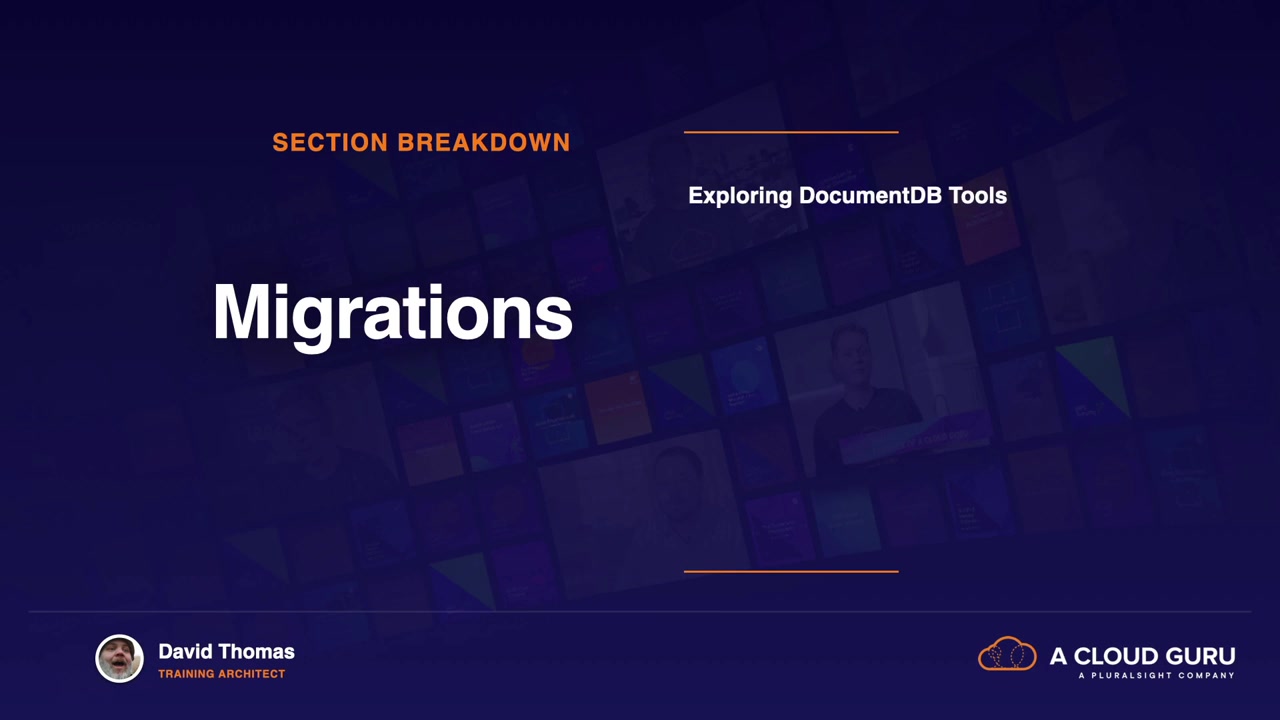 SECTION BREAKDOWN
Migrations
Exploring DocumentDB Tools
David Thomas
TRAINING ARCHITECT
A CLOUD GURU
A PLURALSIGHT COMPANY